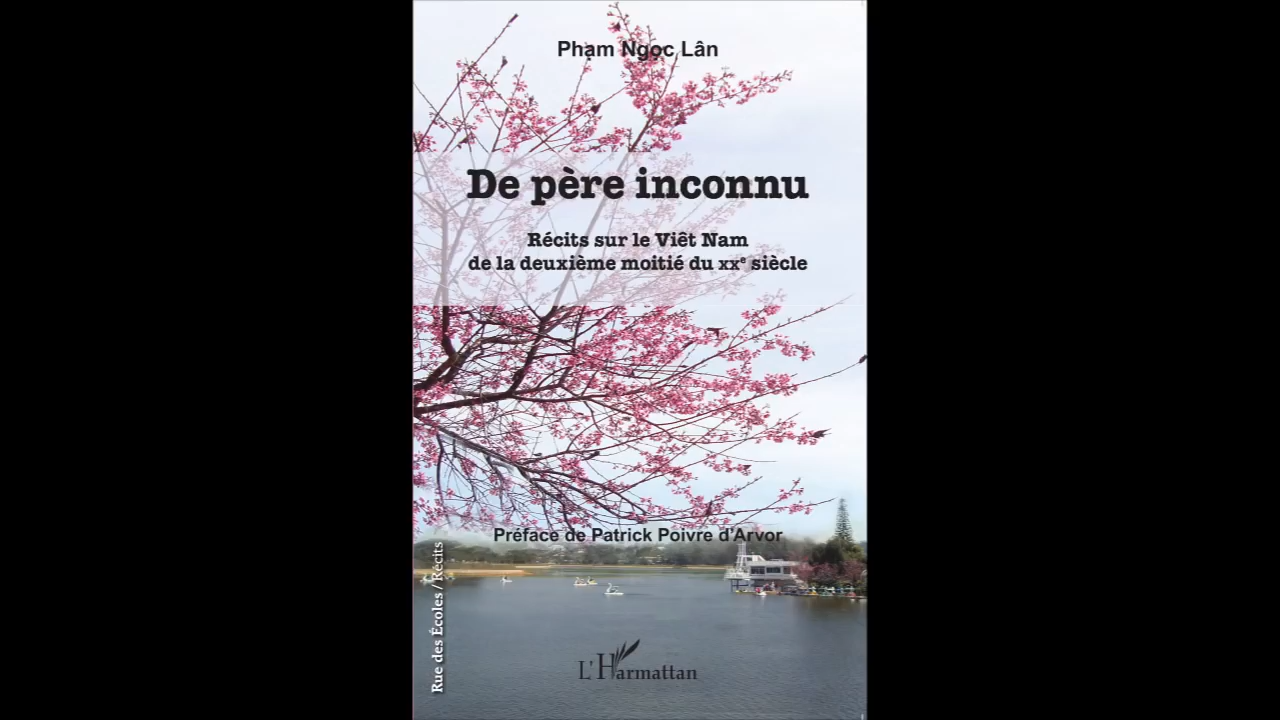 Phạm Ngọc Lân
De père inconnu
Récits sur le Viêt Nam
de la deuxième moitié du XXe siècle
Préface de Patrick Poivre d'Arvor
Rue des Écoles / Récits
L'Harmattan